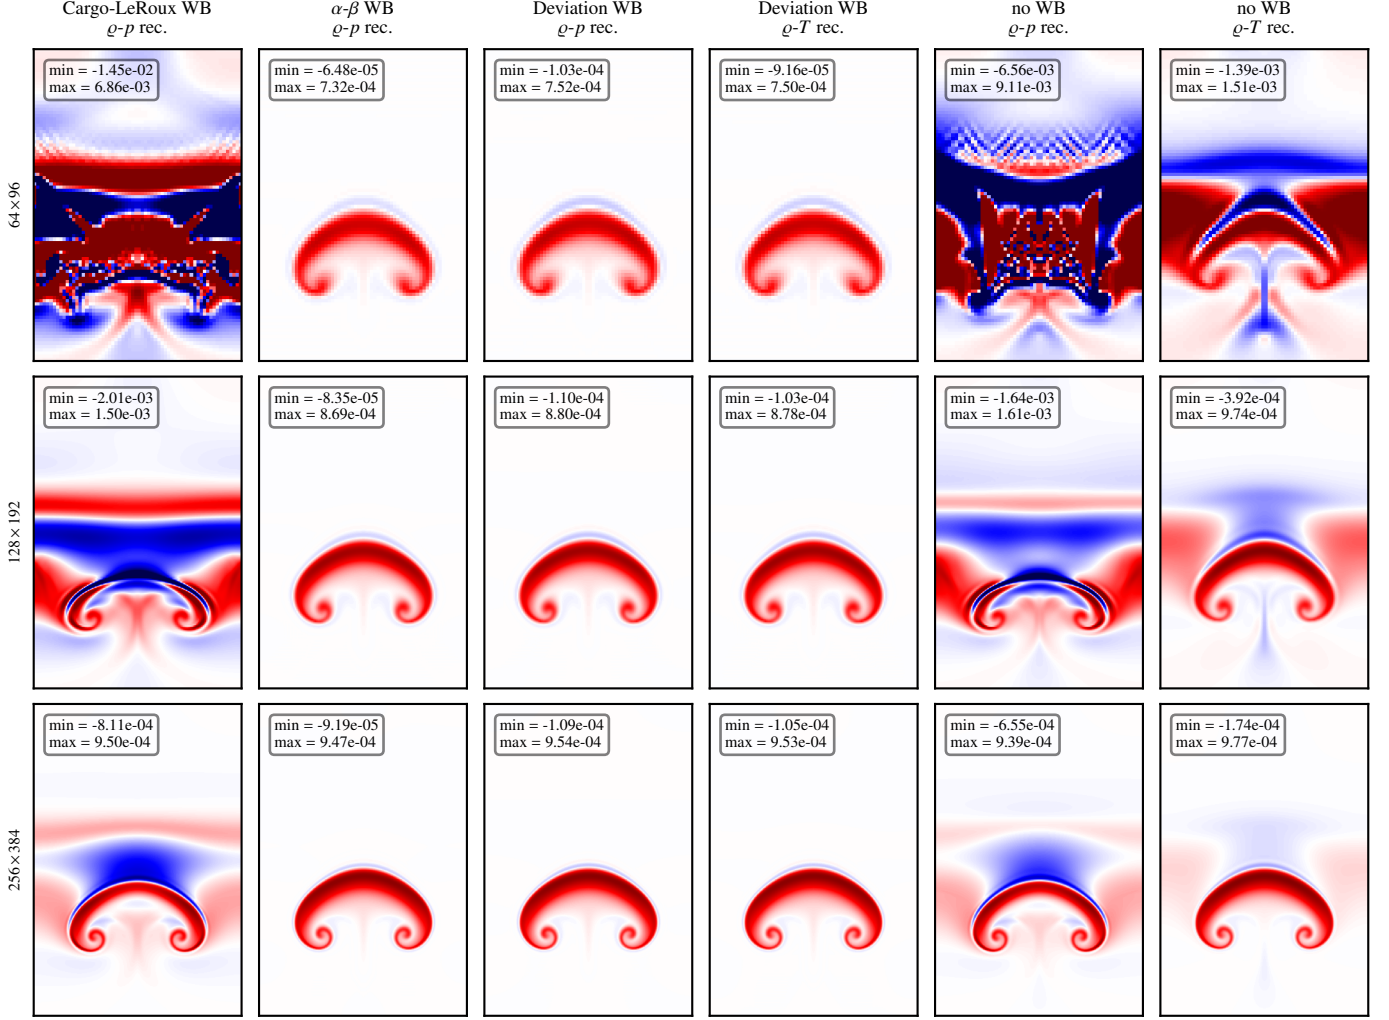 Cargo-LeRoux WB
ϱ-p rec.
α-β WB
ϱ-p rec.
Deviation WB
ϱ-p rec.
Deviation WB
ϱ-T rec.
no WB
ϱ-p rec.
no WB
ϱ-T rec.
64×96
min = -1.45e-02
max = 6.86e-03
min = -6.48e-05
max = 7.32e-04
min = -1.03e-04
max = 7.52e-04
min = -9.16e-05
max = 7.50e-04
min = -6.56e-03
max = 9.11e-03
min = -1.39e-03
max = 1.51e-03
128×192
min = -2.01e-03
max = 1.50e-03
min = -8.35e-05
max = 8.69e-04
min = -1.10e-04
max = 8.80e-04
min = -1.03e-04
max = 8.78e-04
min = -1.64e-03
max = 1.61e-03
min = -3.92e-04
max = 9.74e-04
256×384
min = -8.11e-04
max = 9.50e-04
min = -9.19e-05
max = 9.47e-04
min = -1.09e-04
max = 9.54e-04
min = -1.05e-04
max = 9.53e-04
min = -6.55e-04
max = 9.39e-04
min = -1.74e-04
max = 9.77e-04